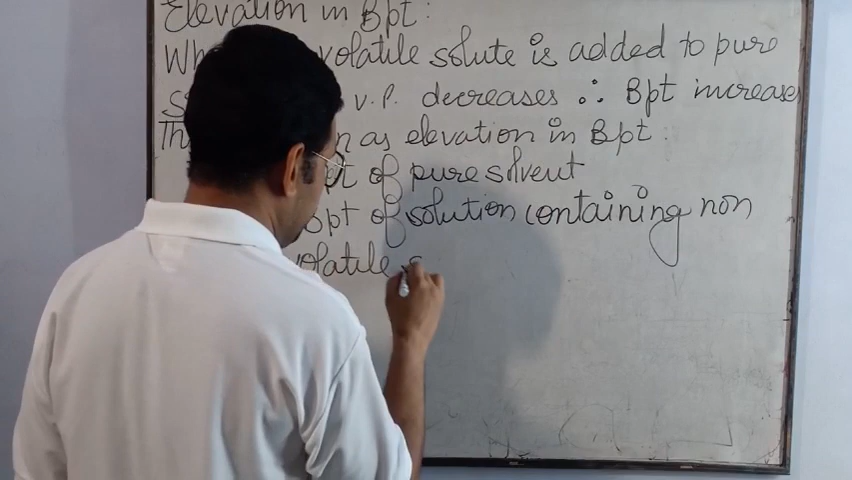 Elevation in Bpt :
Wh volatile solute is added to pure
S v.p. decreases ∴ Bpt increases
Th n as elevation in Bpt :
pt of pure solvent
Bpt of solution containing non
volatile s